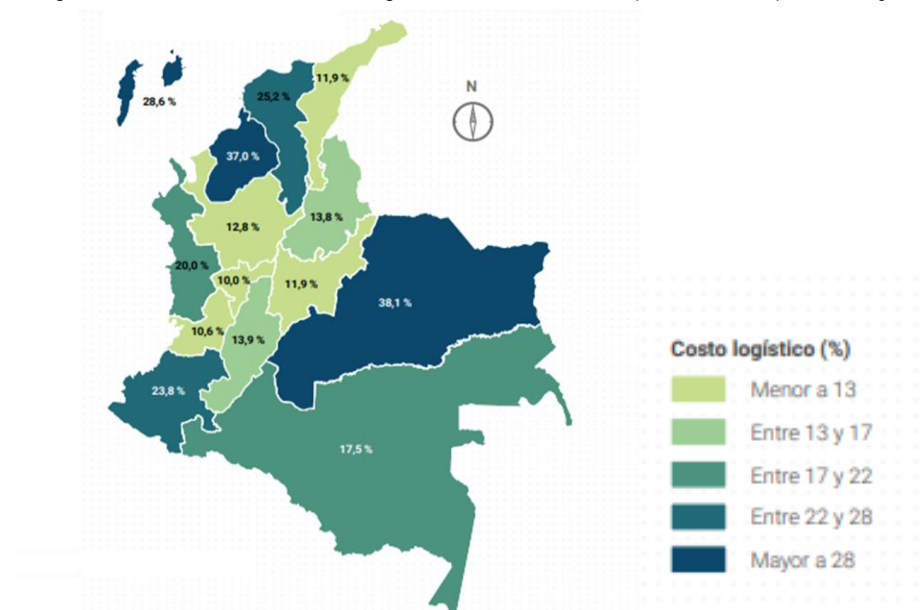 11,9 %
25,2 %
N
28,6 %
37,0 %
13,8 %
12,8 %
20,0 %
10,0 %
11,9 %
38,1 %
10,6 %
13,9 %
23,8 %
17,5 %
Costo logístico (%)
Menor a 13
Entre 13 y 17
Entre 17 y 22
Entre 22 y 28
Mayor a 28